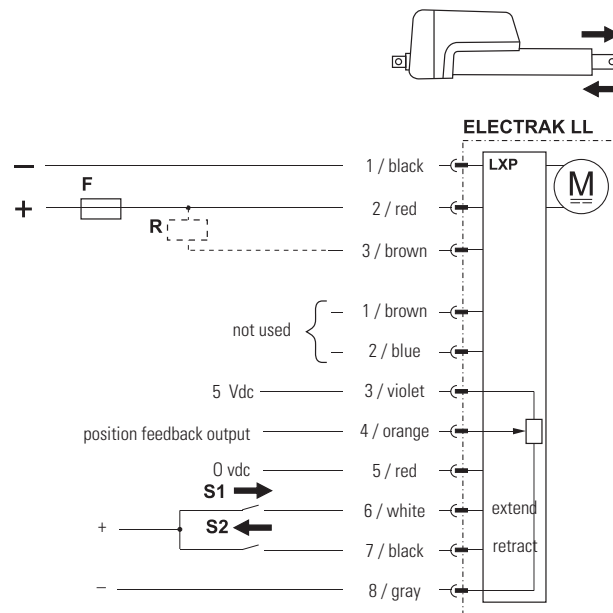 ELECTRAK LL
− 1 / black LXP
F
+ 2 / red M
R
3 / brown
1 / brown
not used
2 / blue
5 Vdc 3 / violet
position feedback output 4 / orange
0 vdc 5 / red
S1
6 / white extend
+ S2
7 / black retract
− 8 / gray